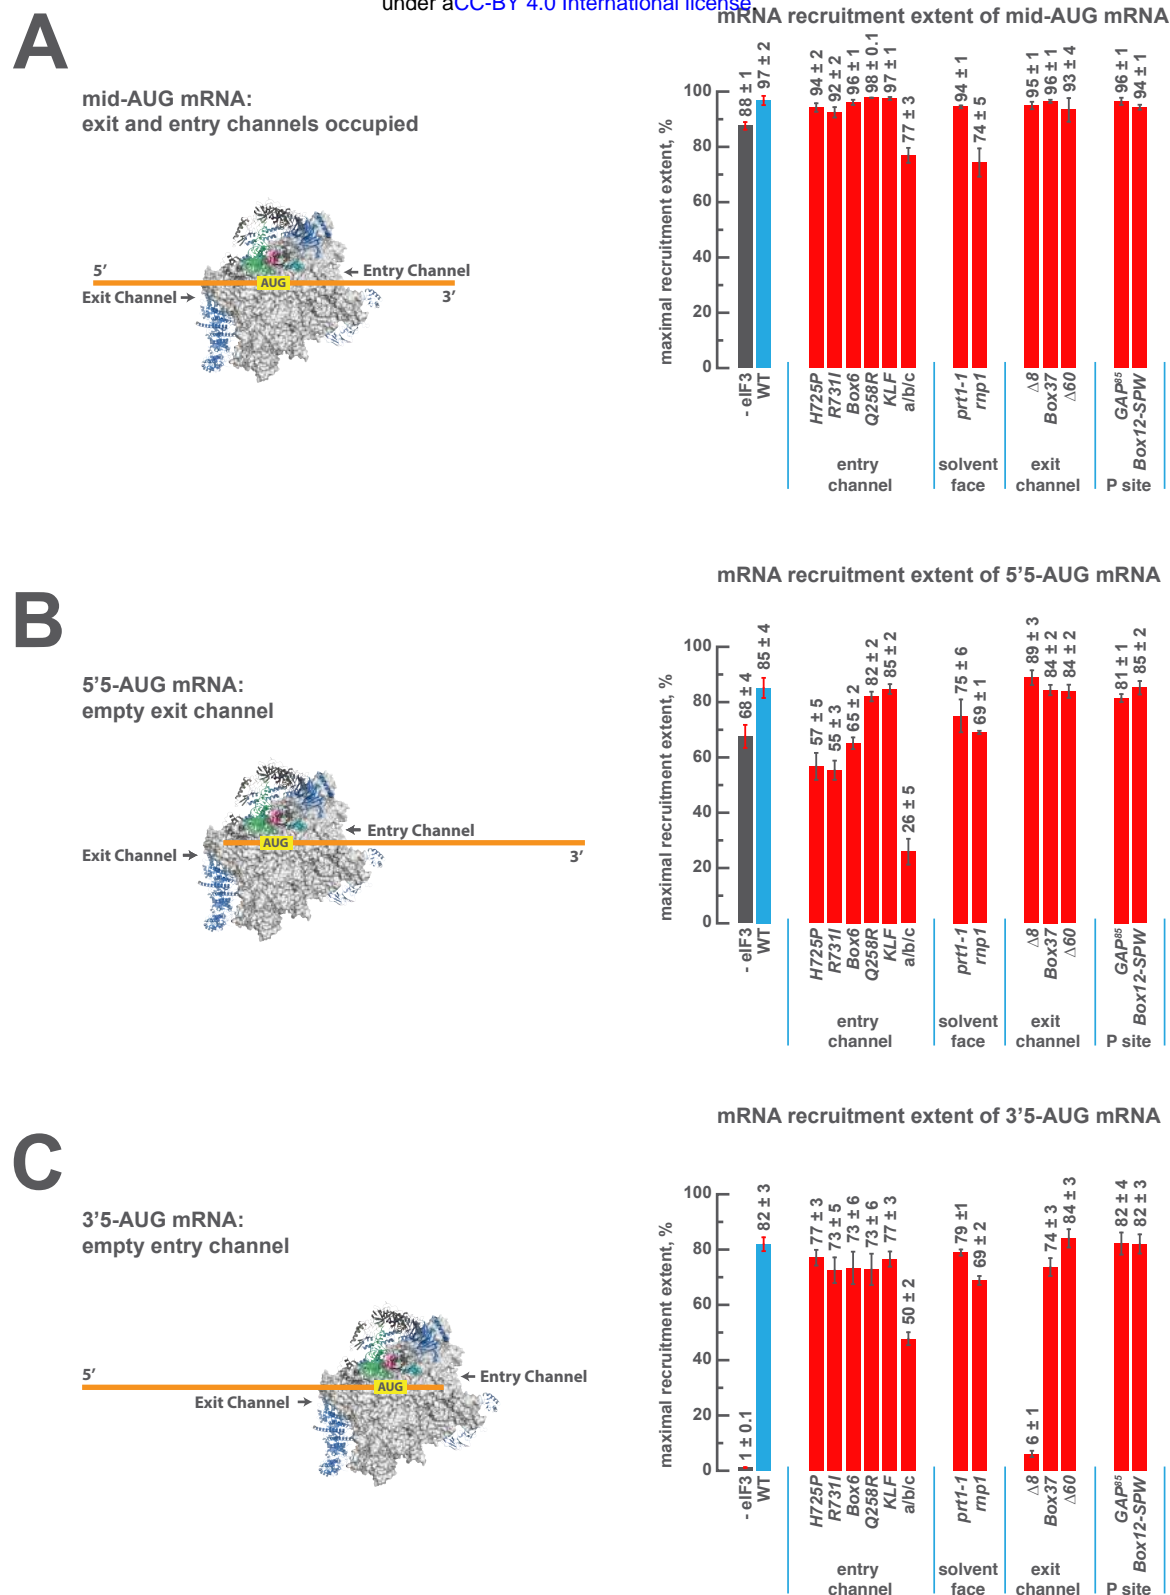 under aCC-BY 4.0 International license.
A
mid-AUG mRNA:
exit and entry channels occupied
5′
AUG
Entry Channel
Exit Channel
3′
mRNA recruitment extent of mid-AUG mRNA
maximal recruitment extent, %
100
80
60
40
20
0
88 ± 1
97 ± 2
94 ± 2
92 ± 2
96 ± 1
98 ± 0.1
97 ± 1
77 ± 3
94 ± 1
74 ± 5
95 ± 1
96 ± 1
93 ± 4
96 ± 1
94 ± 1
- eIF3
WT
H725P
R731I
Box6
Q258R
KLF
a/b/c
prt1-1
rnp1
Δ8
Box37
Δ60
GAP⁸⁵
Box12-SPW
entry
channel
solvent
face
exit
channel
P site
B
5’5-AUG mRNA:
empty exit channel
AUG
Entry Channel
Exit Channel
3′
mRNA recruitment extent of 5’5-AUG mRNA
maximal recruitment extent, %
100
80
60
40
20
0
68 ± 4
85 ± 4
57 ± 5
55 ± 3
65 ± 2
82 ± 2
85 ± 2
26 ± 5
75 ± 6
69 ± 1
89 ± 3
84 ± 2
84 ± 2
81 ± 1
85 ± 2
- eIF3
WT
H725P
R731I
Box6
Q258R
KLF
a/b/c
prt1-1
rnp1
Δ8
Box37
Δ60
GAP⁸⁵
Box12-SPW
entry
channel
solvent
face
exit
channel
P site
C
3’5-AUG mRNA:
empty entry channel
5′
AUG
Entry Channel
Exit Channel
mRNA recruitment extent of 3’5-AUG mRNA
maximal recruitment extent, %
100
80
60
40
20
0
1 ± 0.1
82 ± 3
77 ± 3
73 ± 5
73 ± 6
73 ± 6
77 ± 3
50 ± 2
79 ±1
69 ± 2
6 ± 1
74 ± 3
84 ± 3
82 ± 4
82 ± 3
- eIF3
WT
H725P
R731I
Box6
Q258R
KLF
a/b/c
prt1-1
rnp1
Δ8
Box37
Δ60
GAP⁸⁵
Box12-SPW
entry
channel
solvent
face
exit
channel
P site